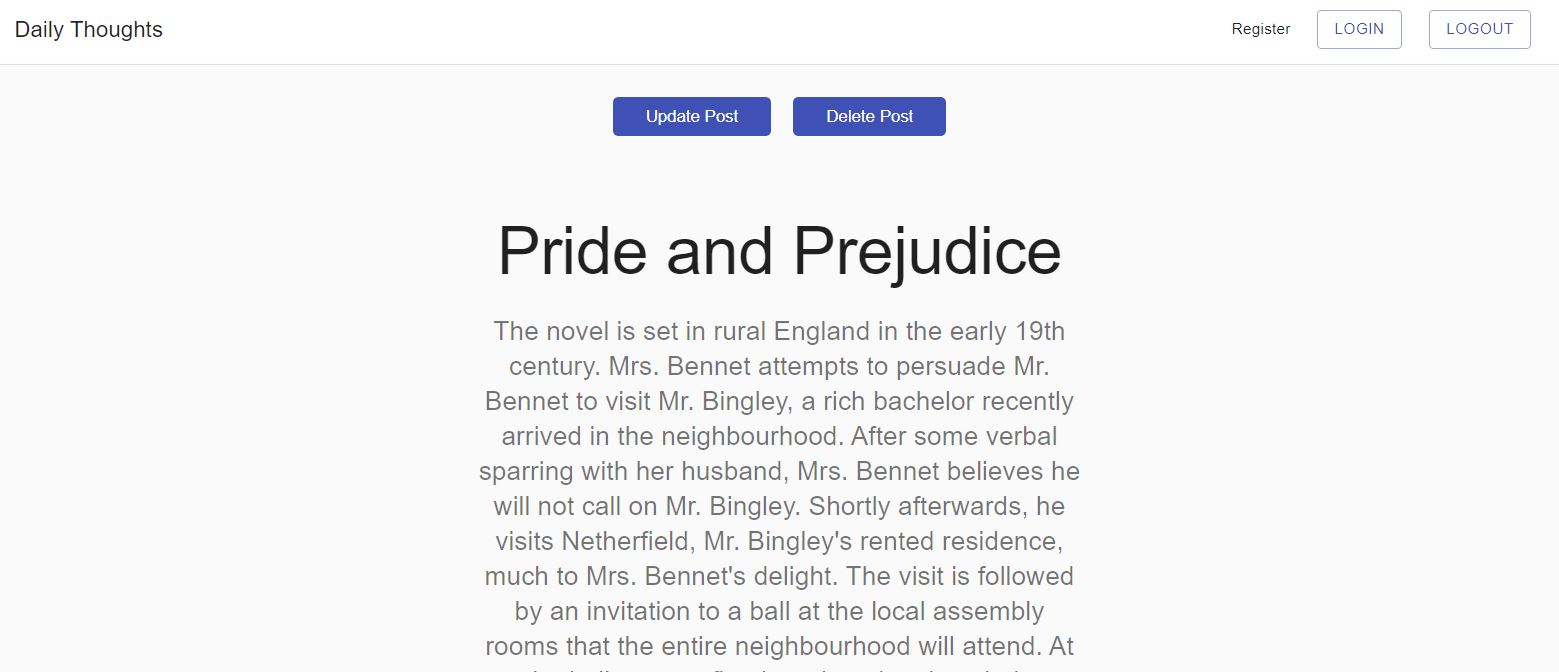 Daily Thoughts
Register
LOGIN
LOGOUT
Update Post
Delete Post
Pride and Prejudice
The novel is set in rural England in the early 19th
century. Mrs. Bennet attempts to persuade Mr.
Bennet to visit Mr. Bingley, a rich bachelor recently
arrived in the neighbourhood. After some verbal
sparring with her husband, Mrs. Bennet believes he
will not call on Mr. Bingley. Shortly afterwards, he
visits Netherfield, Mr. Bingley's rented residence,
much to Mrs. Bennet's delight. The visit is followed
by an invitation to a ball at the local assembly
rooms that the entire neighbourhood will attend. At